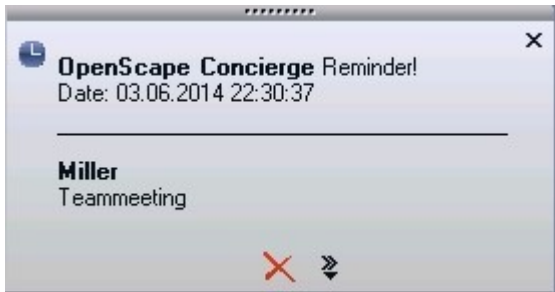 OpenScape Concierge Reminder!
Date: 03.06.2014 22:30:37
Miller
Teammeeting